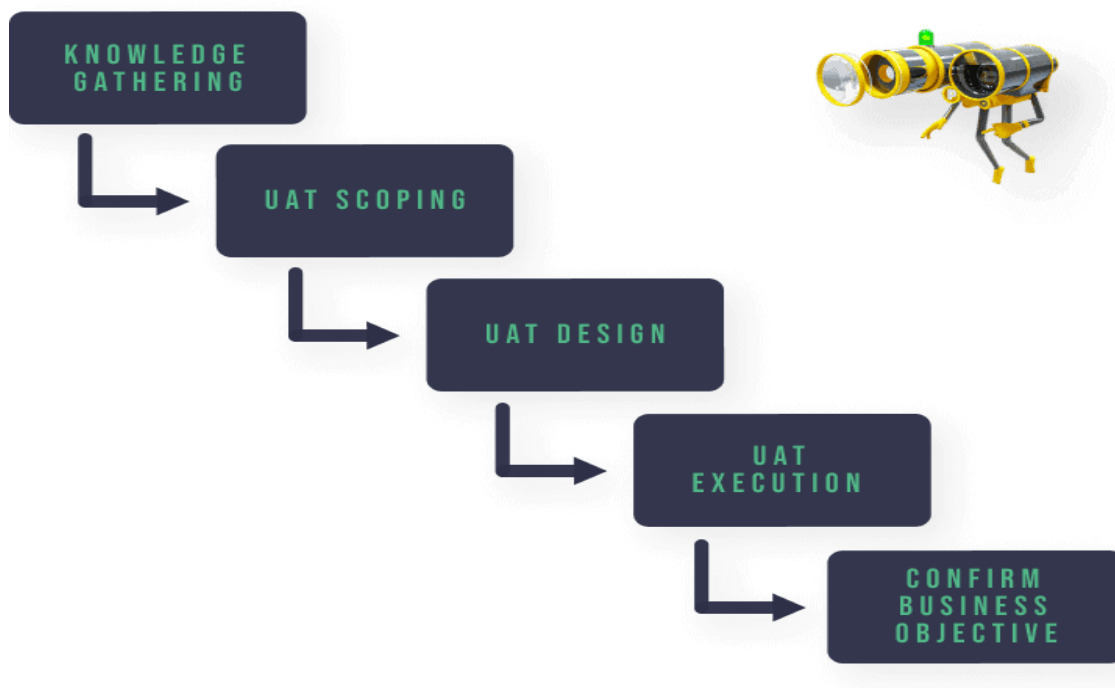 KNOWLEDGE
GATHERING
UAT SCOPING
UAT DESIGN
UAT
EXECUTION
CONFIRM
BUSINESS
OBJECTIVE